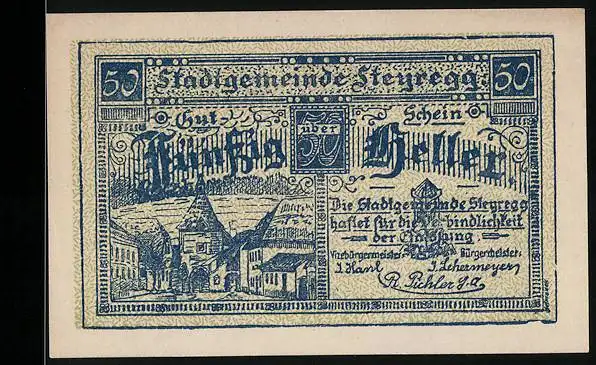 50 Stadtgemeinde Steyregg. 50
Gut- Schein
über
Fünfzig 50 Heller.
Die Stadtgemeinde Steyregg
haftet für die Verbindlichkeit
der Einlösung
Vizebürgermeister: Bürgermeister: